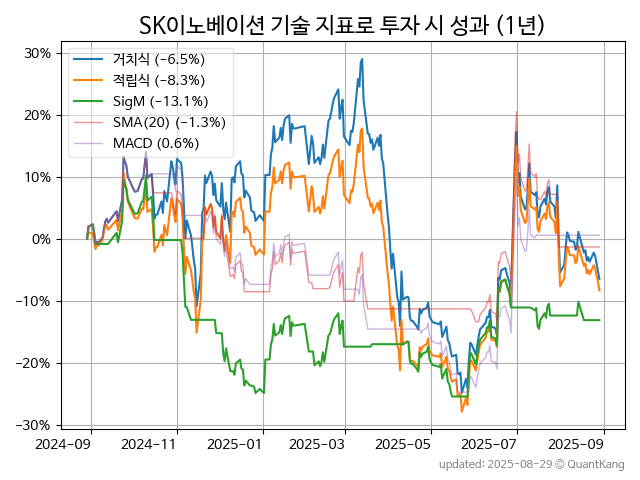 SK이노베이션 기술 지표로 투자 시 성과 (1년)
거치식 (−6.5%)
적립식 (−8.3%)
SigM (−13.1%)
SMA(20) (−1.3%)
MACD (0.6%)
30%
20%
10%
0%
−10%
−20%
−30%
2024-09 2024-11 2025-01 2025-03 2025-05 2025-07 2025-09
updated: 2025-08-29 © QuantKang